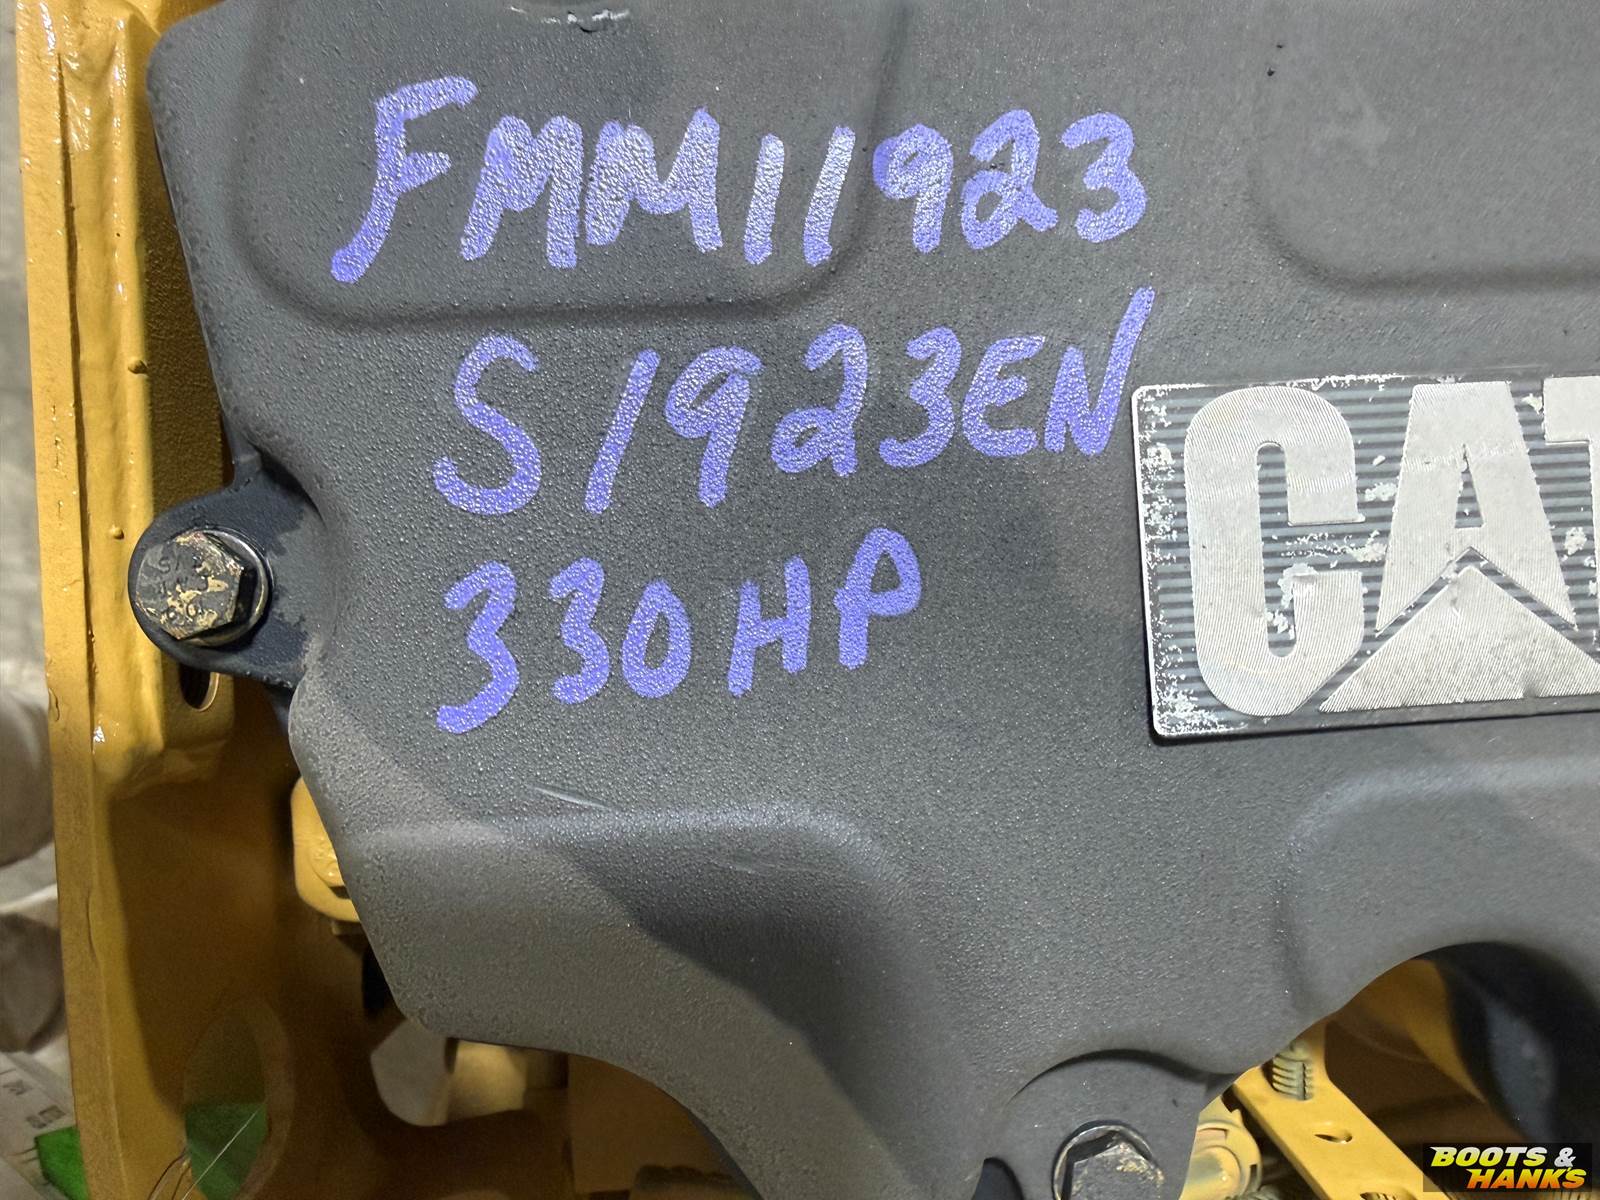 FMM11923
S1923EN
330HP
CAT
BOOTS &
HANKS